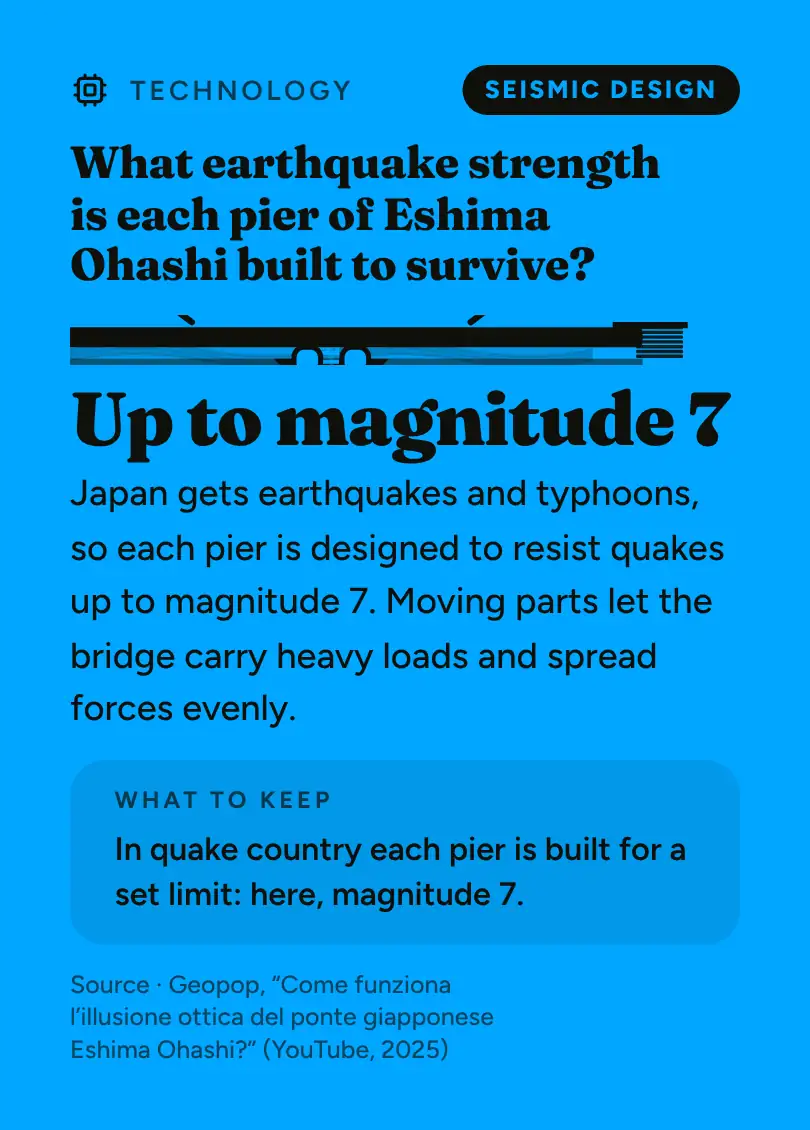 TECHNOLOGY
SEISMIC DESIGN
What earthquake strength
is each pier of Eshima
Ohashi built to survive?
Up to magnitude 7
Japan gets earthquakes and typhoons,
so each pier is designed to resist quakes
up to magnitude 7. Moving parts let the
bridge carry heavy loads and spread
forces evenly.
WHAT TO KEEP
In quake country each pier is built for a
set limit: here, magnitude 7.
Source · Geopop, “Come funziona
l’illusione ottica del ponte giapponese
Eshima Ohashi?” (YouTube, 2025)